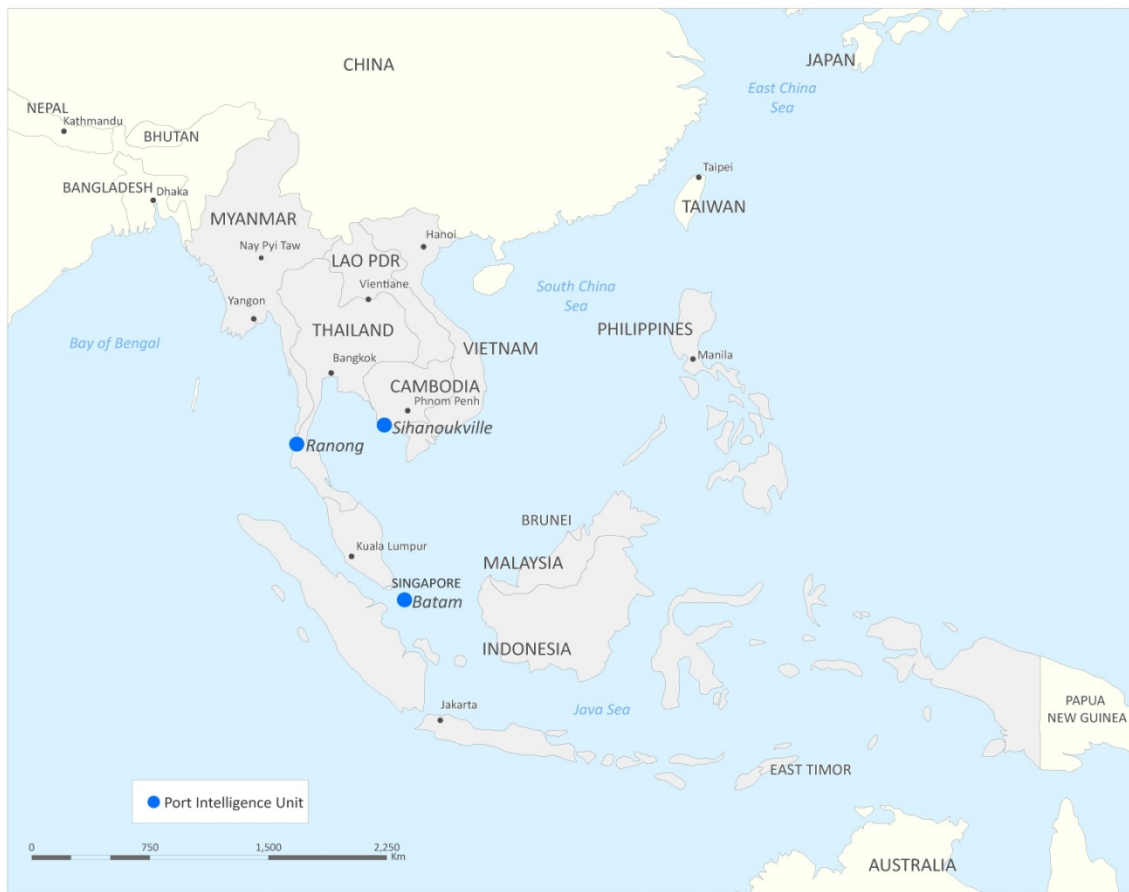 CHINA
JAPAN
East China
Sea
NEPAL
Kathmandu
BHUTAN
BANGLADESH
Dhaka
Taipei
TAIWAN
MYANMAR
Nay Pyi Taw
Hanoi
LAO PDR
Vientiane
South China
Sea
Yangon
THAILAND
PHILIPPINES
Bay of Bengal
VIETNAM
Bangkok
Manila
CAMBODIA
Phnom Penh
Sihanoukville
Ranong
BRUNEI
Kuala Lumpur
MALAYSIA
SINGAPORE
Batam
INDONESIA
Jakarta
Java Sea
PAPUA
NEW GUINEA
EAST TIMOR
Port Intelligence Unit
0 750 1,500 2,250
Km
AUSTRALIA